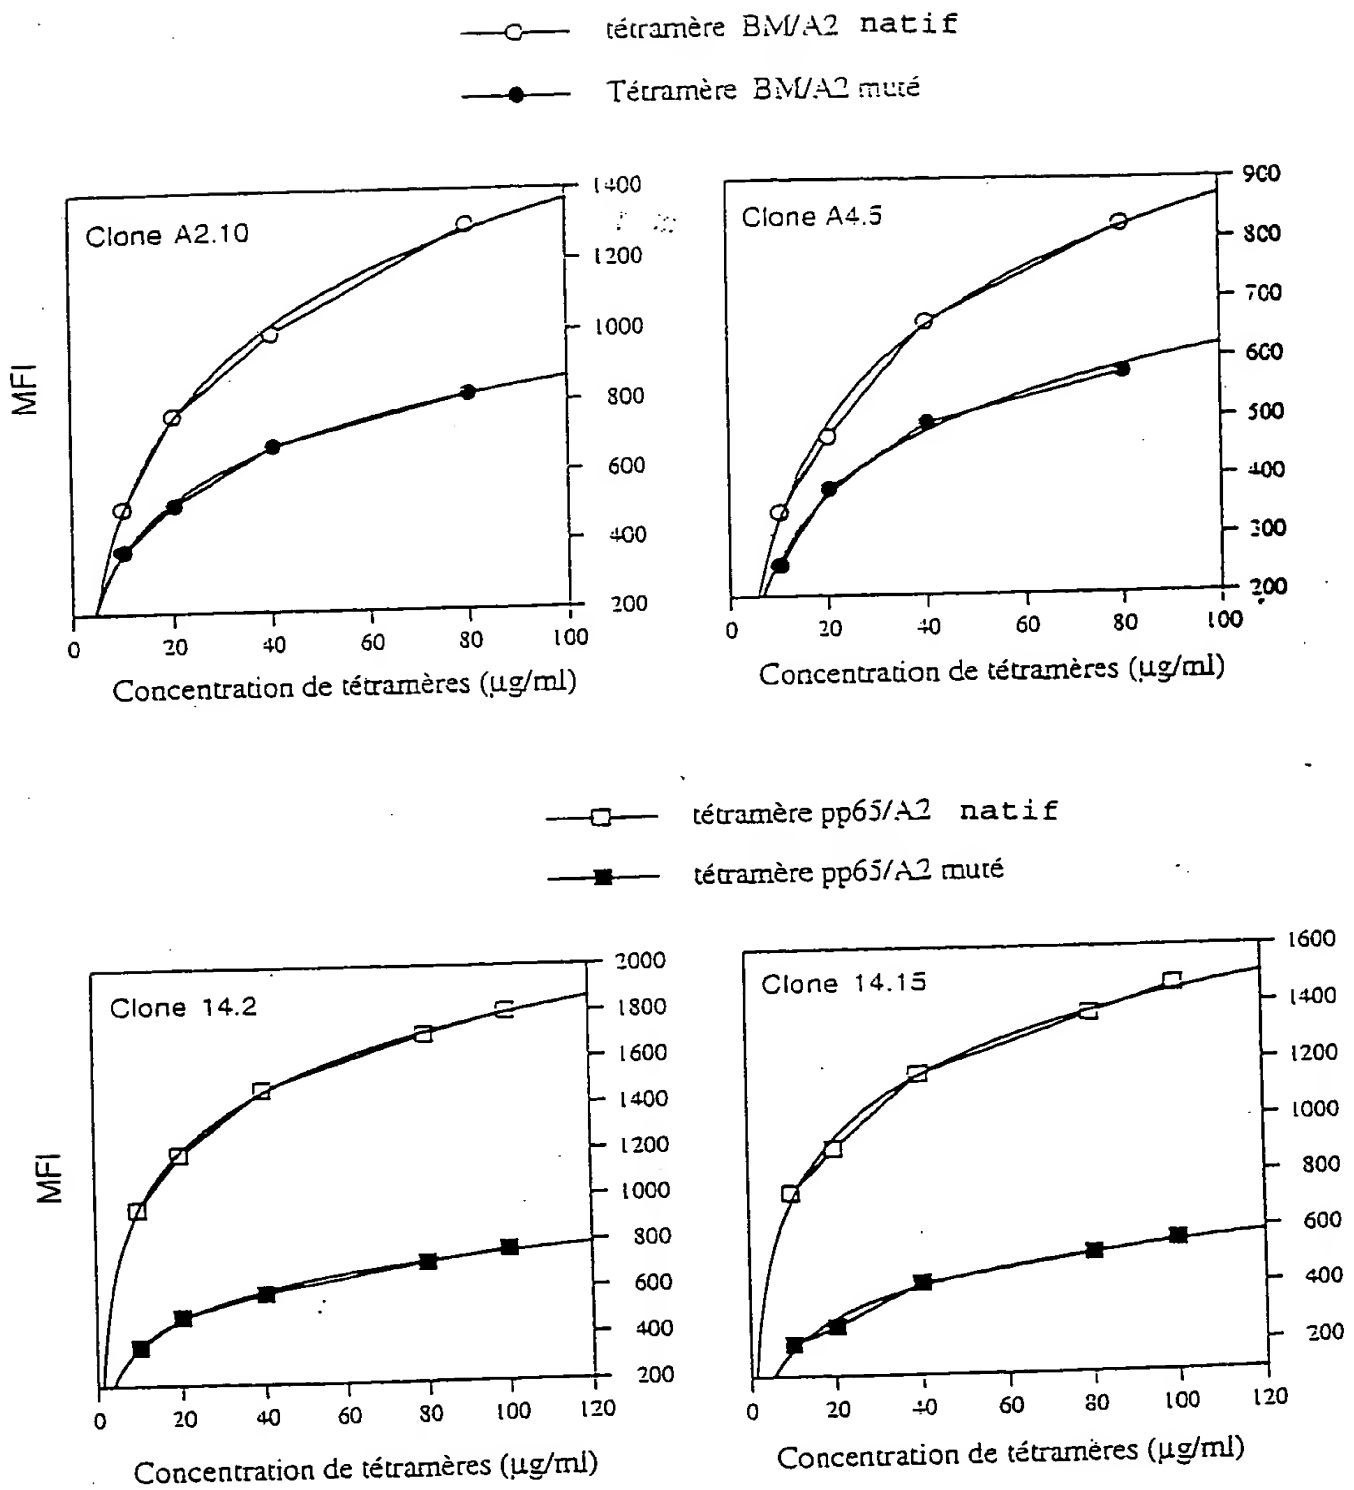 tétramère BM/A2 natif
Tétramère BM/A2 muté
Clone A2.10
MFI
1400
1200
1000
800
600
400
200
0 20 40 60 80 100
Concentration de tétramères (µg/ml)
Clone A4.5
900
800
700
600
500
400
300
200
0 20 40 60 80 100
Concentration de tétramères (µg/ml)
tétramère pp65/A2 natif
tétramère pp65/A2 muté
Clone 14.2
MFI
2000
1800
1600
1400
1200
1000
800
600
400
200
0 20 40 60 80 100 120
Concentration de tétramères (µg/ml)
Clone 14.15
1600
1400
1200
1000
800
600
400
200
0 20 40 60 80 100 120
Concentration de tétramères (µg/ml)